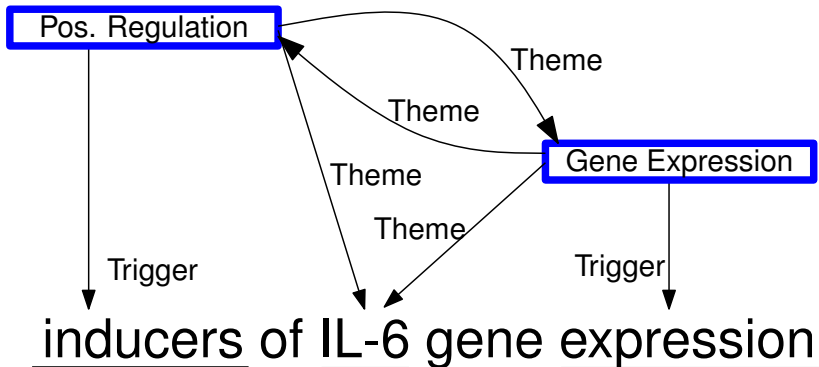 Pos. Regulation
Theme
Theme
Gene Expression
Theme
Theme
Trigger
Trigger
inducers of IL-6 gene expression